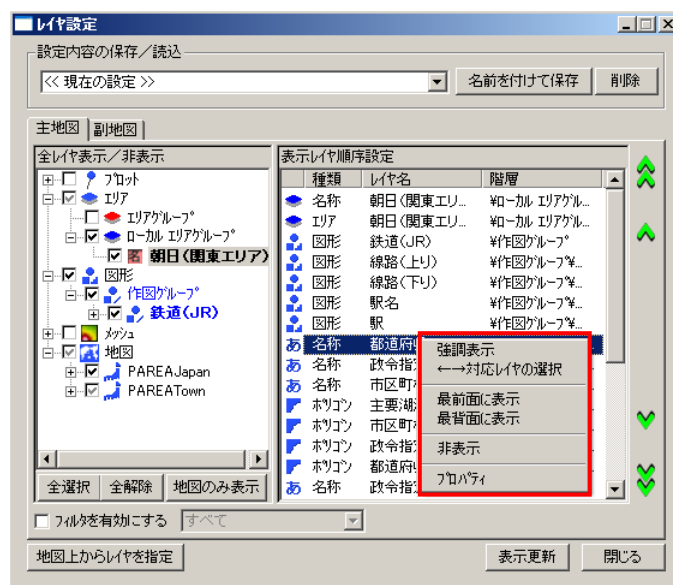 レイヤ設定
設定内容の保存／読込
<< 現在の設定 >>
名前を付けて保存
削除
主地図
副地図
全レイヤ表示／非表示
プロット
エリア
エリアグループ
ローカル エリアグループ
朝日(関東エリア)
図形
作図グループ
鉄道(JR)
メッシュ
地図
PAREAJapan
PAREATown
全選択
全解除
地図のみ表示
表示レイヤ順序設定
種類 レイヤ名 階層
名称 朝日(関東エリ... ¥ローカル エリアグル...
エリア 朝日(関東エリ... ¥ローカル エリアグル...
図形 鉄道(JR) ¥作図グループ
図形 線路(上り) ¥作図グループ¥...
図形 線路(下り) ¥作図グループ¥...
図形 駅名 ¥作図グループ¥...
図形 駅 ¥作図グループ¥...
あ 名称 都道府
あ 名称 政令指
あ 名称 市区町
ポリゴン 主要湖
ポリゴン 市区町
ポリゴン 政令指
ポリゴン 都道府
あ 名称 政令指
強調表示
←→対応レイヤの選択
最前面に表示
最背面に表示
非表示
プロパティ
フィルタを有効にする
すべて
地図上からレイヤを指定
表示更新
閉じる